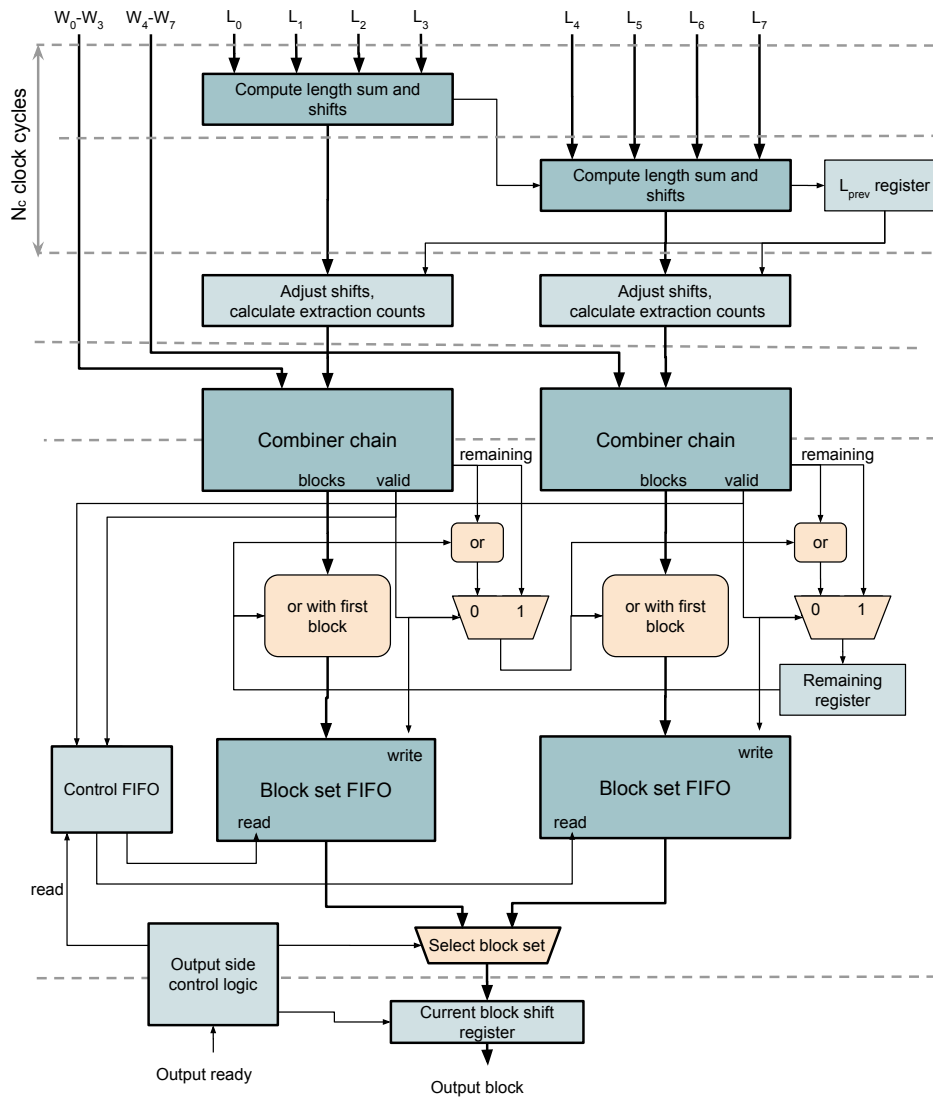 W0-W3 W4-W7 L0 L1 L2 L3 L4 L5 L6 L7
Nc clock cycles
Compute length sum and
shifts
Compute length sum and
shifts
Lprev register
Adjust shifts,
calculate extraction counts
Adjust shifts,
calculate extraction counts
Combiner chain
blocks valid
remaining
Combiner chain
blocks valid
remaining
or
or
or with first
block
0 1
or with first
block
0 1
Remaining
register
Control FIFO
write
Block set FIFO
read
write
Block set FIFO
read
read
Select block set
Output side
control logic
Current block shift
register
Output ready
Output block